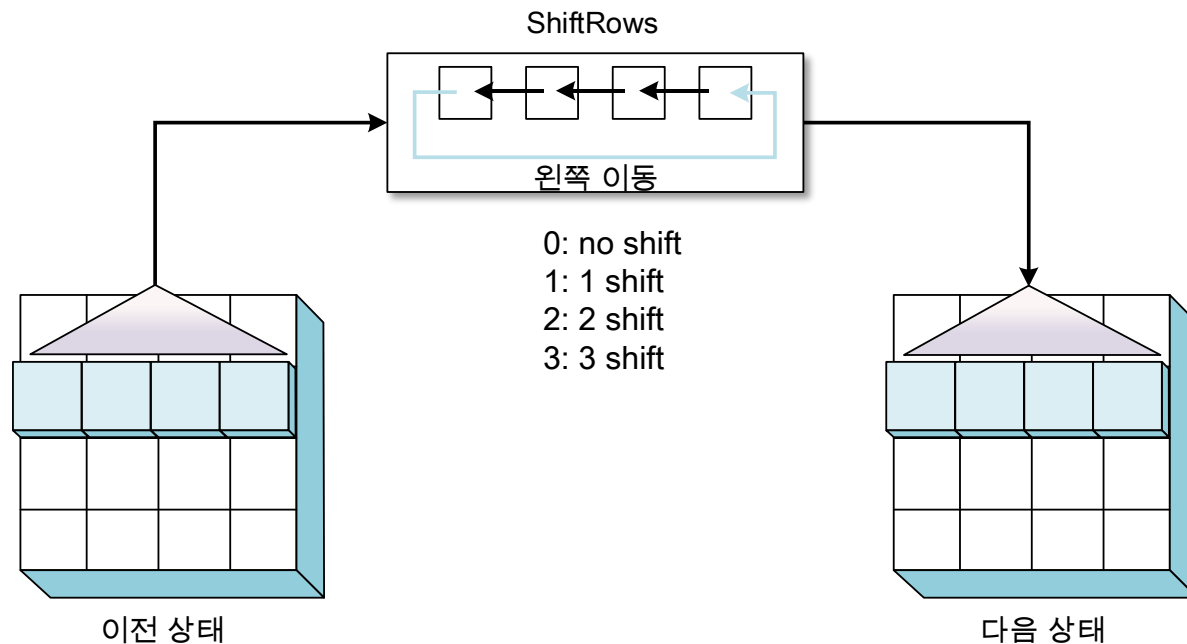 ShiftRows
왼쪽 이동
0: no shift
1: 1 shift
2: 2 shift
3: 3 shift
이전 상태
다음 상태